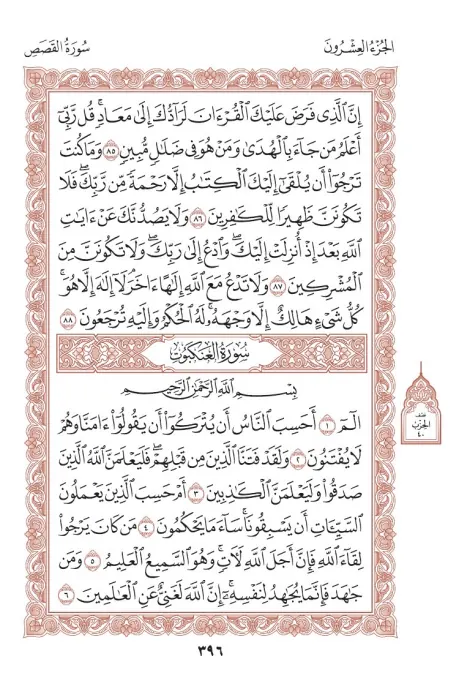 سُورَةُ القَصَصِ
الجُزْءُ العِشْرُونَ
إِنَّ ٱلَّذِي فَرَضَ عَلَيْكَ ٱلْقُرْءَانَ لَرَآدُّكَ إِلَىٰ مَعَادٖۚ قُل رَّبِّيٓ
أَعْلَمُ مَن جَآءَ بِٱلْهُدَىٰ وَمَنْ هُوَ فِي ضَلَٰلٖ مُّبِينٖ ٨٥ وَمَا كُنتَ
تَرْجُوٓاْ أَن يُلْقَىٰٓ إِلَيْكَ ٱلْكِتَٰبُ إِلَّا رَحْمَةٗ مِّن رَّبِّكَۖ فَلَا
تَكُونَنَّ ظَهِيرٗا لِّلْكَٰفِرِينَ ٨٦ وَلَا يَصُدُّنَّكَ عَنْ ءَايَٰتِ
ٱللَّهِ بَعْدَ إِذْ أُنزِلَتْ إِلَيْكَۖ وَٱدْعُ إِلَىٰ رَبِّكَۖ وَلَا تَكُونَنَّ مِنَ
ٱلْمُشْرِكِينَ ٨٧ وَلَا تَدْعُ مَعَ ٱللَّهِ إِلَٰهًا ءَاخَرَۘ لَآ إِلَٰهَ إِلَّا هُوَۚ
كُلُّ شَيْءٍ هَالِكٌ إِلَّا وَجْهَهُۥۚ لَهُ ٱلْحُكْمُ وَإِلَيْهِ تُرْجَعُونَ ٨٨
سُورَةُ العَنكَبُوتِ
بِسْمِ ٱللَّهِ ٱلرَّحْمَٰنِ ٱلرَّحِيمِ
الٓمٓ ١ أَحَسِبَ ٱلنَّاسُ أَن يُتْرَكُوٓاْ أَن يَقُولُوٓاْ ءَامَنَّا وَهُمْ
لَا يُفْتَنُونَ ٢ وَلَقَدْ فَتَنَّا ٱلَّذِينَ مِن قَبْلِهِمْۖ فَلَيَعْلَمَنَّ ٱللَّهُ ٱلَّذِينَ
صَدَقُواْ وَلَيَعْلَمَنَّ ٱلْكَٰذِبِينَ ٣ أَمْ حَسِبَ ٱلَّذِينَ يَعْمَلُونَ
ٱلسَّيِّـَٔاتِ أَن يَسْبِقُونَاۚ سَآءَ مَا يَحْكُمُونَ ٤ مَن كَانَ يَرْجُواْ
لِقَآءَ ٱللَّهِ فَإِنَّ أَجَلَ ٱللَّهِ لَأٓتٖۚ وَهُوَ ٱلسَّمِيعُ ٱلْعَلِيمُ ٥ وَمَن
جَٰهَدَ فَإِنَّمَا يُجَٰهِدُ لِنَفْسِهِۦٓۚ إِنَّ ٱللَّهَ لَغَنِيٌّ عَنِ ٱلْعَٰلَمِينَ ٦
نصف
الحزب
٤٠
٣٩٦